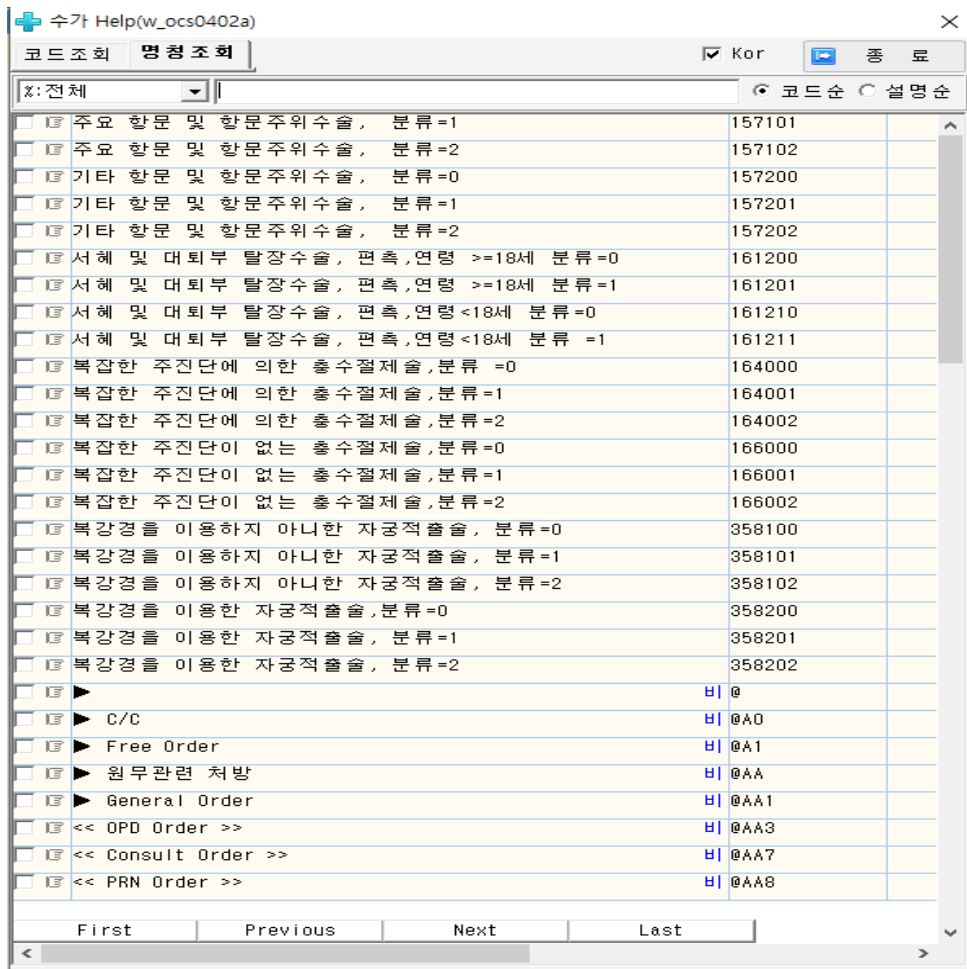 수가 Help(w_ocs0402a)
코드조회 명칭조회 Kor 종 료
%:전체 코드순 설명순
주요 항문 및 항문주위수술, 분류=1 157101
주요 항문 및 항문주위수술, 분류=2 157102
기타 항문 및 항문주위수술, 분류=0 157200
기타 항문 및 항문주위수술, 분류=1 157201
기타 항문 및 항문주위수술, 분류=2 157202
서혜 및 대퇴부 탈장수술, 편측,연령 >=18세 분류=0 161200
서혜 및 대퇴부 탈장수술, 편측,연령 >=18세 분류=1 161201
서혜 및 대퇴부 탈장수술, 편측,연령<18세 분류=0 161210
서혜 및 대퇴부 탈장수술, 편측,연령<18세 분류 =1 161211
복잡한 주진단에 의한 충수절제술,분류 =0 164000
복잡한 주진단에 의한 충수절제술,분류=1 164001
복잡한 주진단에 의한 충수절제술,분류=2 164002
복잡한 주진단이 없는 충수절제술,분류=0 166000
복잡한 주진단이 없는 충수절제술,분류=1 166001
복잡한 주진단이 없는 충수절제술,분류=2 166002
복강경을 이용하지 아니한 자궁적출술, 분류=0 358100
복강경을 이용하지 아니한 자궁적출술, 분류=1 358101
복강경을 이용하지 아니한 자궁적출술, 분류=2 358102
복강경을 이용한 자궁적출술,분류=0 358200
복강경을 이용한 자궁적출술, 분류=1 358201
복강경을 이용한 자궁적출술, 분류=2 358202
▶ 비 @
▶ C/C 비 @A0
▶ Free Order 비 @A1
▶ 원무관련 처방 비 @AA
▶ General Order 비 @AA1
<< OPD Order >> 비 @AA3
<< Consult Order >> 비 @AA7
<< PRN Order >> 비 @AA8
First Previous Next Last